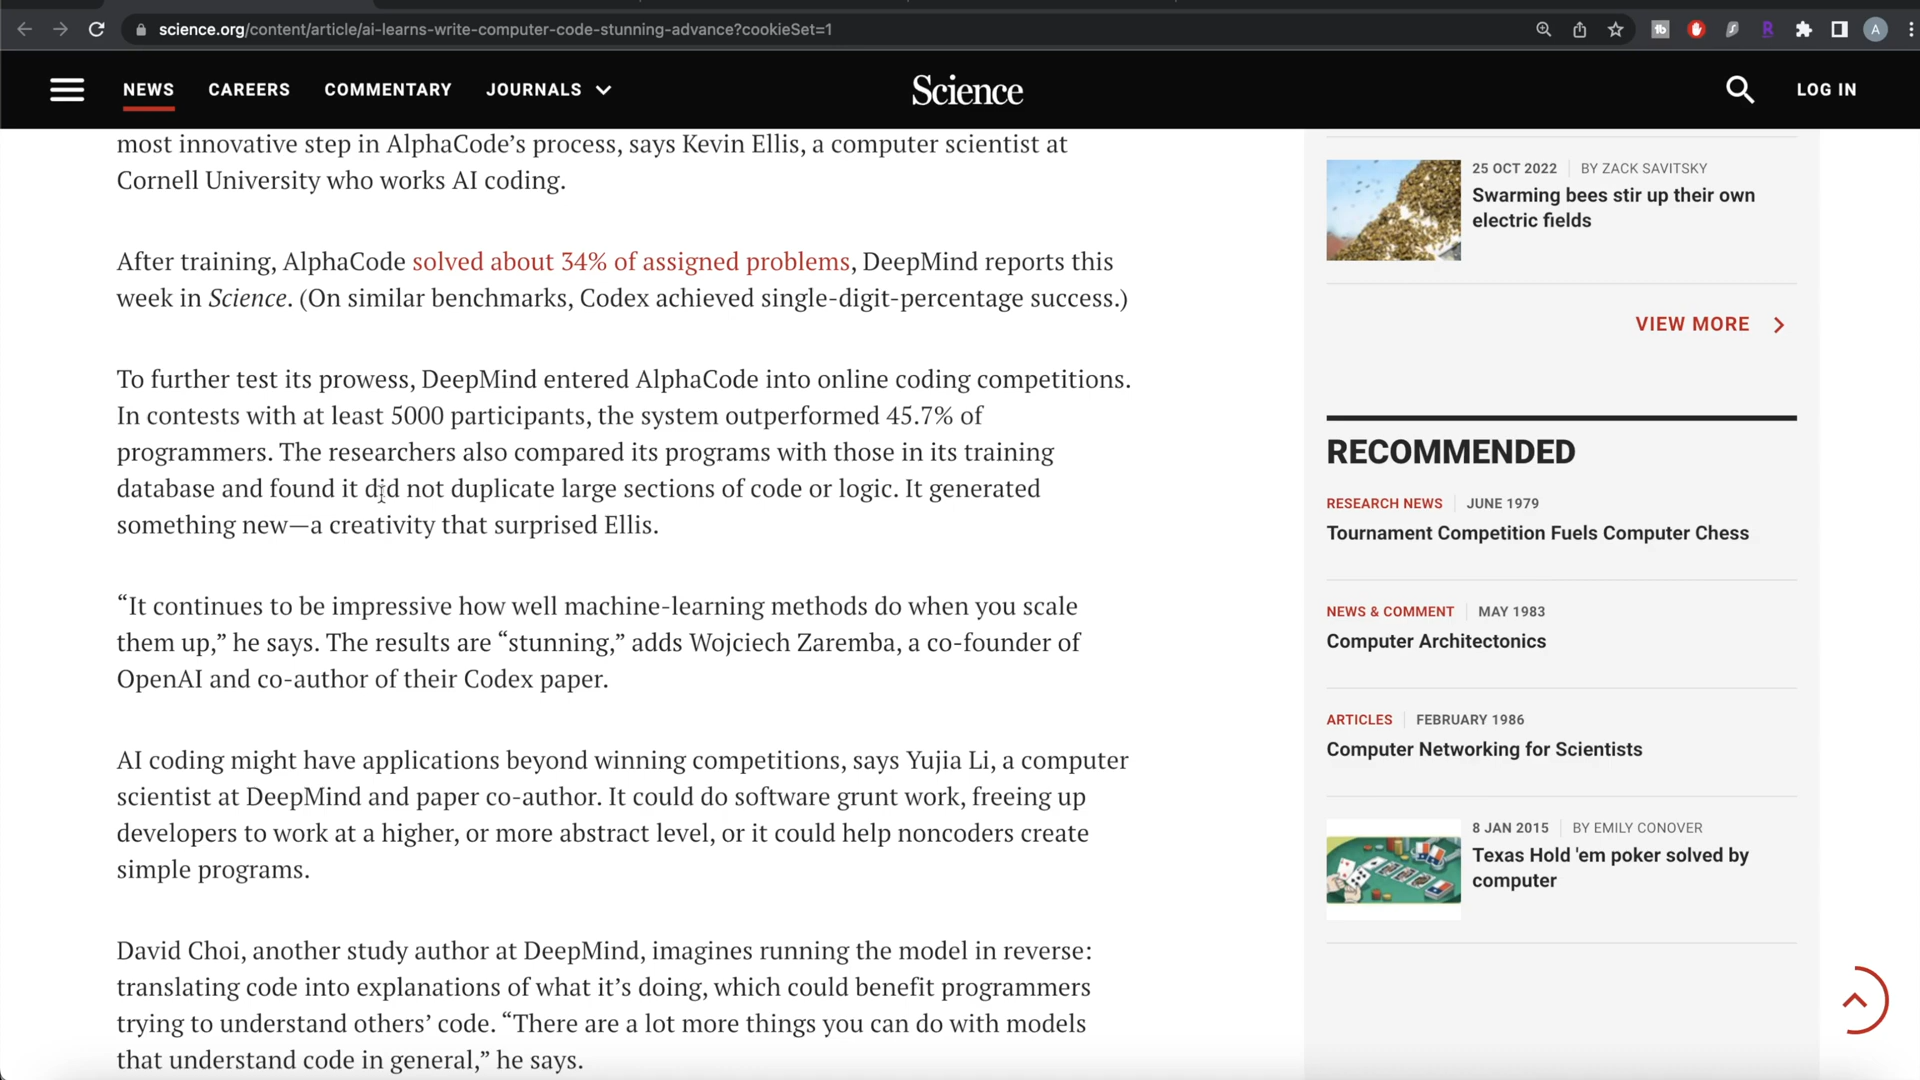 science.org/content/article/ai-learns-write-computer-code-stunning-advance?cookieSet=1
NEWS CAREERS COMMENTARY JOURNALS
Science
LOG IN
most innovative step in AlphaCode’s process, says Kevin Ellis, a computer scientist at
Cornell University who works AI coding.
After training, AlphaCode solved about 34% of assigned problems, DeepMind reports this
week in Science. (On similar benchmarks, Codex achieved single-digit-percentage success.)
To further test its prowess, DeepMind entered AlphaCode into online coding competitions.
In contests with at least 5000 participants, the system outperformed 45.7% of
programmers. The researchers also compared its programs with those in its training
database and found it did not duplicate large sections of code or logic. It generated
something new—a creativity that surprised Ellis.
“It continues to be impressive how well machine-learning methods do when you scale
them up,” he says. The results are “stunning,” adds Wojciech Zaremba, a co-founder of
OpenAI and co-author of their Codex paper.
AI coding might have applications beyond winning competitions, says Yujia Li, a computer
scientist at DeepMind and paper co-author. It could do software grunt work, freeing up
developers to work at a higher, or more abstract level, or it could help noncoders create
simple programs.
David Choi, another study author at DeepMind, imagines running the model in reverse:
translating code into explanations of what it’s doing, which could benefit programmers
trying to understand others’ code. “There are a lot more things you can do with models
that understand code in general,” he says.
25 OCT 2022 BY ZACK SAVITSKY
Swarming bees stir up their own
electric fields
VIEW MORE
RECOMMENDED
RESEARCH NEWS JUNE 1979
Tournament Competition Fuels Computer Chess
NEWS & COMMENT MAY 1983
Computer Architectonics
ARTICLES FEBRUARY 1986
Computer Networking for Scientists
8 JAN 2015 BY EMILY CONOVER
Texas Hold 'em poker solved by
computer